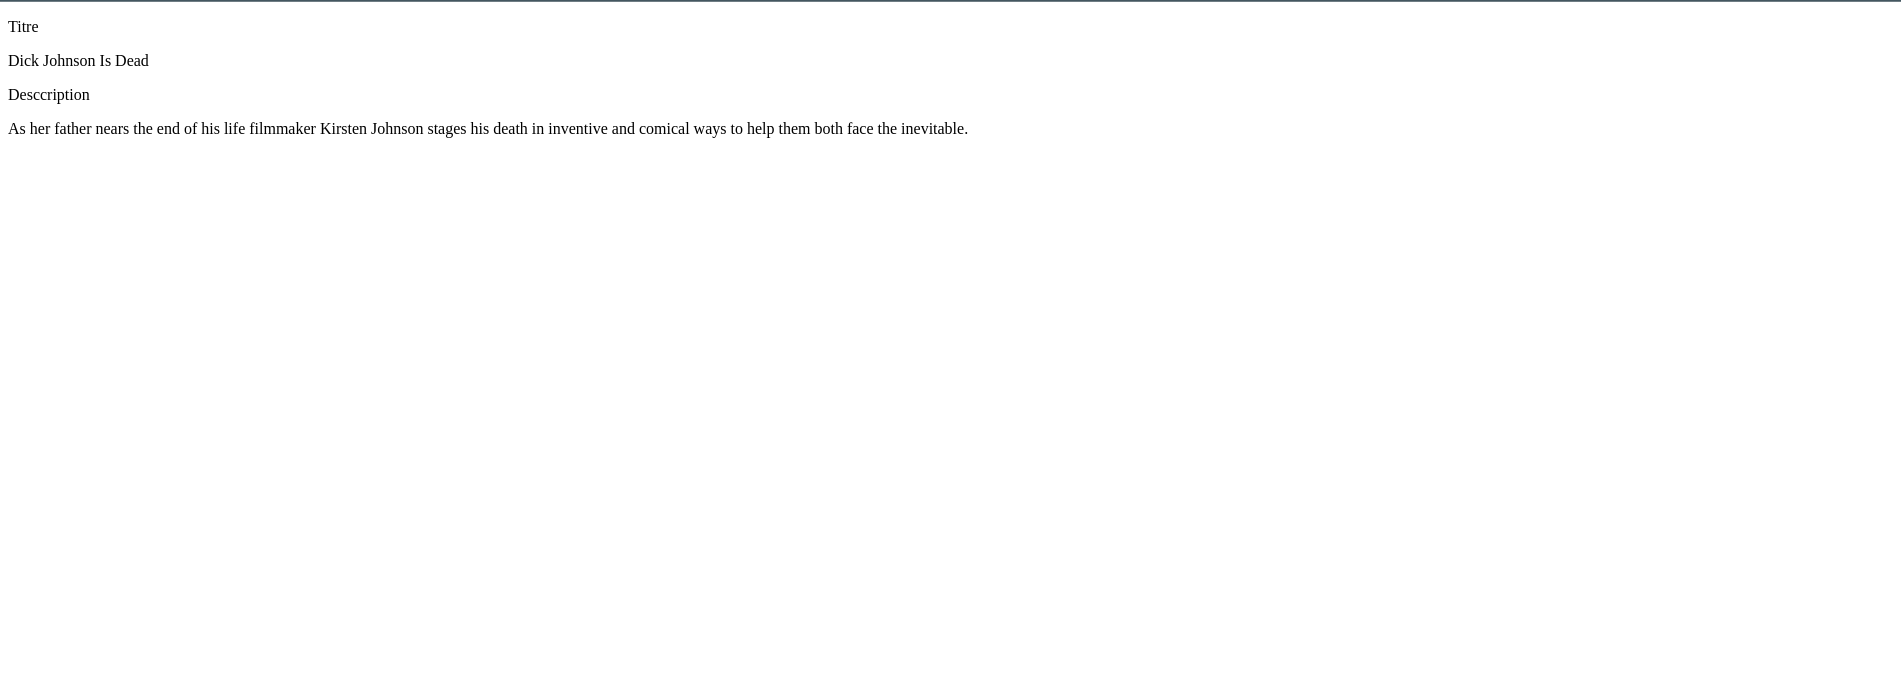 Titre
Dick Johnson Is Dead
Desccription
As her father nears the end of his life filmmaker Kirsten Johnson stages his death in inventive and comical ways to help them both face the inevitable.